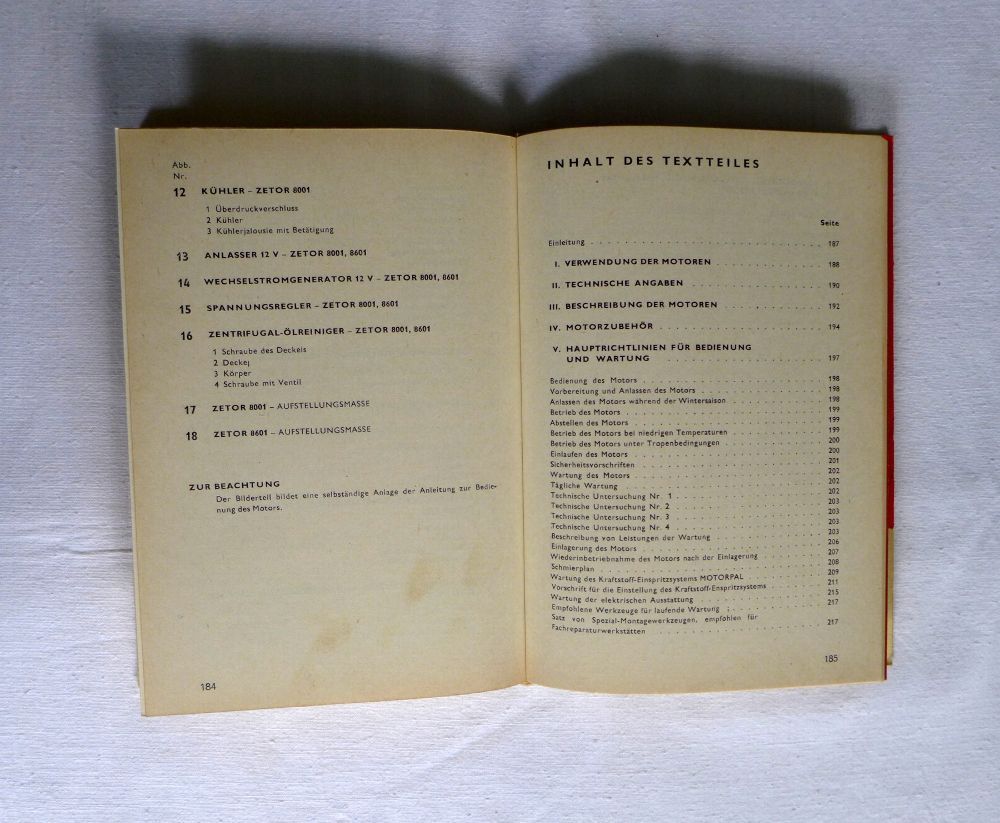 Abb.
Nr.
12 KÜHLER – ZETOR 8001
1 Überdruckverschluss
2 Kühler
3 Kühlerjalousie mit Betätigung
13 ANLASSER 12 V – ZETOR 8001, 8601
14 WECHSELSTROMGENERATOR 12 V – ZETOR 8001, 8601
15 SPANNUNGSREGLER – ZETOR 8001, 8601
16 ZENTRIFUGAL-ÖLREINIGER – ZETOR 8001, 8601
1 Schraube des Deckels
2 Deckel
3 Körper
4 Schraube mit Ventil
17 ZETOR 8001 – AUFSTELLUNGSMASSE
18 ZETOR 8601 – AUFSTELLUNGSMASSE
ZUR BEACHTUNG
Der Bilderteil bildet eine selbständige Anlage der Anleitung zur Bedie-
nung des Motors.
184
INHALT DES TEXTTEILES
Seite
Einleitung 187
I. VERWENDUNG DER MOTOREN 188
II. TECHNISCHE ANGABEN 190
III. BESCHREIBUNG DER MOTOREN 192
IV. MOTORZUBEHÖR 194
V. HAUPTRICHTLINIEN FÜR BEDIENUNG
UND WARTUNG 197
Bedienung des Motors 198
Vorbereitung und Anlassen des Motors 198
Anlassen des Motors während der Wintersaison 198
Betrieb des Motors 199
Abstellen des Motors 199
Betrieb des Motors bei niedrigen Temperaturen 199
Betrieb des Motors unter Tropenbedingungen 200
Einlaufen des Motors 200
Sicherheitsvorschriften 201
Wartung des Motors 202
Tägliche Wartung 202
Technische Untersuchung Nr. 1 202
Technische Untersuchung Nr. 2 203
Technische Untersuchung Nr. 3 203
Technische Untersuchung Nr. 4 203
Beschreibung von Leistungen der Wartung 203
Einlagerung des Motors 206
Wiederinbetriebnahme des Motors nach der Einlagerung 207
Schmierplan 208
Wartung des Kraftstoff-Einspritzsystems MOTORPAL 209
Vorschrift für die Einstellung des Kraftstoff-Enspritzsystems 211
Wartung der elektrischen Ausstattung 215
Empfohlene Werkzeuge für laufende Wartung 217
Satz von Spezial-Montagewerkzeugen, empfohlen für
Fachreparaturwerkstätten 217
185